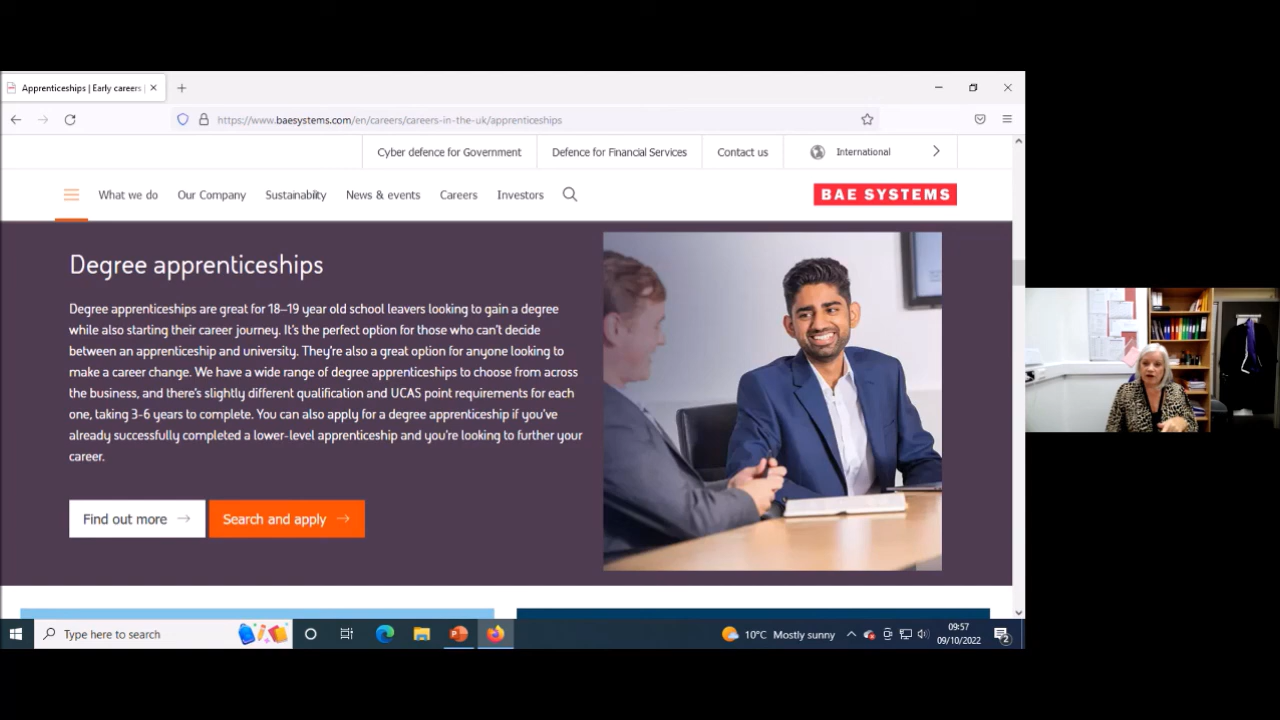 Apprenticeships | Early careers |
https://www.baesystems.com/en/careers/careers-in-the-uk/apprenticeships
Cyber defence for Government
Defence for Financial Services
Contact us
International
What we do
Our Company
Sustainability
News & events
Careers
Investors
BAE SYSTEMS
Degree apprenticeships
Degree apprenticeships are great for 18–19 year old school leavers looking to gain a degree
while also starting their career journey. It's the perfect option for those who can't decide
between an apprenticeship and university. They're also a great option for anyone looking to
make a career change. We have a wide range of degree apprenticeships to choose from across
the business, and there's slightly different qualification and UCAS point requirements for each
one, taking 3-6 years to complete. You can also apply for a degree apprenticeship if you've
already successfully completed a lower-level apprenticeship and you're looking to further your
career.
Find out more
Search and apply
Type here to search
10°C Mostly sunny
09:57
09/10/2022
2